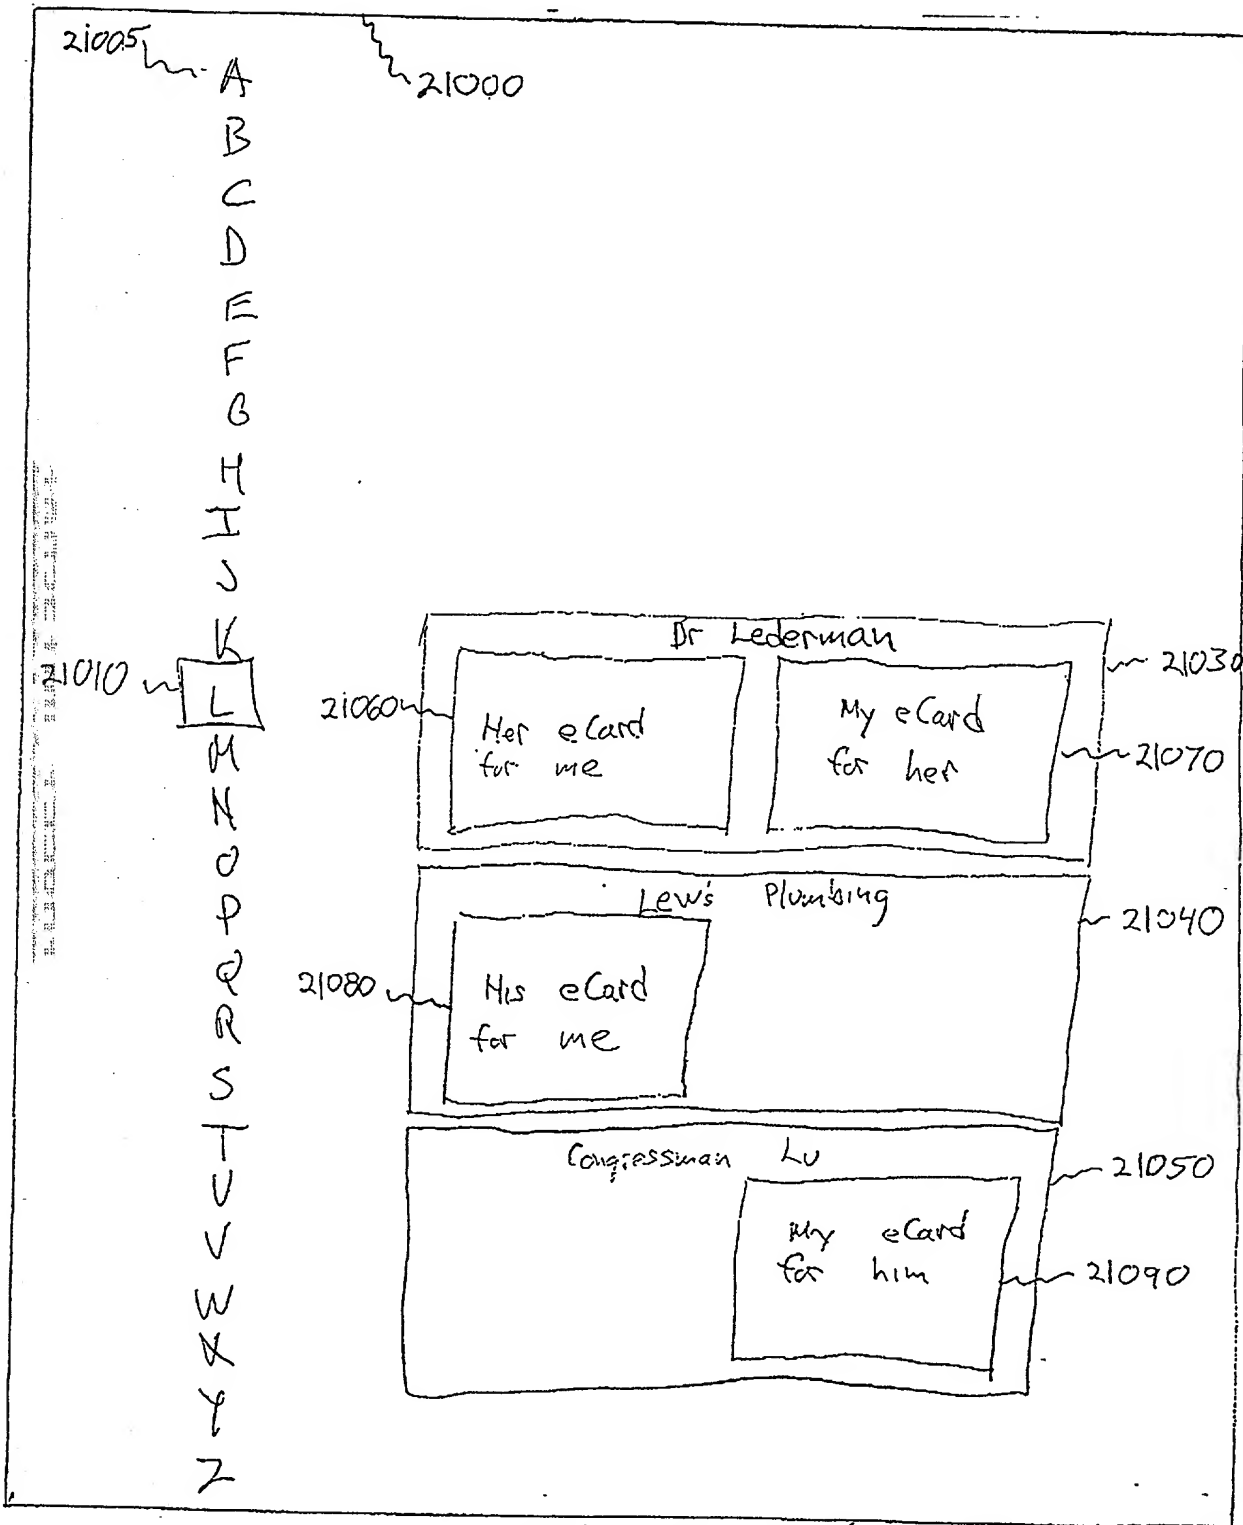 21005
A
21000
B
C
D
E
F
G
H
I
J
K
21010
L
M
N
O
P
Q
R
S
T
U
V
W
X
Y
Z
Dr Lederman
21030
21060
Her eCard
for me
My eCard
for her
21070
Lew's Plumbing
21040
21080
His eCard
for me
Congressman Lu
21050
My eCard
for him
21090